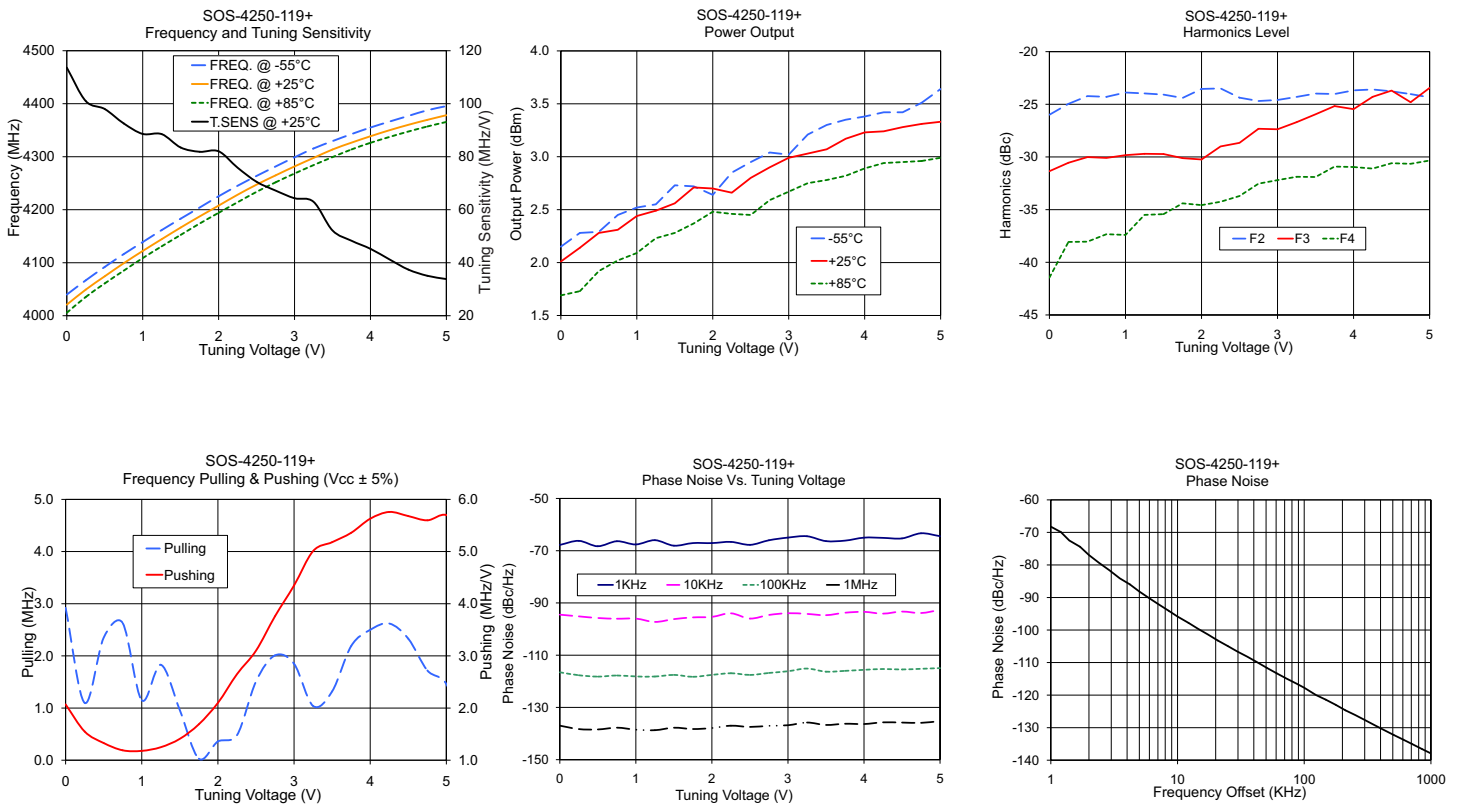 SOS-4250-119+
Frequency and Tuning Sensitivity
4500
4400
4300
4200
4100
4000
Frequency (MHz)
120
100
80
60
40
20
Tuning Sensitivity (MHz/V)
FREQ. @ -55°C
FREQ. @ +25°C
FREQ. @ +85°C
T.SENS @ +25°C
0 1 2 3 4 5
Tuning Voltage (V)
SOS-4250-119+
Power Output
4.0
3.5
3.0
2.5
2.0
1.5
Output Power (dBm)
-55°C
+25°C
+85°C
0 1 2 3 4 5
Tuning Voltage (V)
SOS-4250-119+
Harmonics Level
-20
-25
-30
-35
-40
-45
Harmonics (dBc)
F2 F3 F4
0 1 2 3 4 5
Tuning Voltage (V)
SOS-4250-119+
Frequency Pulling & Pushing (Vcc ± 5%)
5.0
4.0
3.0
2.0
1.0
0.0
Pulling (MHz)
6.0
5.0
4.0
3.0
2.0
1.0
Pushing (MHz/V)
Pulling
Pushing
0 1 2 3 4 5
Tuning Voltage (V)
SOS-4250-119+
Phase Noise Vs. Tuning Voltage
-50
-70
-90
-110
-130
-150
Phase Noise (dBc/Hz)
1KHz 10KHz 100KHz 1MHz
0 1 2 3 4 5
Tuning Voltage (V)
SOS-4250-119+
Phase Noise
-60
-70
-80
-90
-100
-110
-120
-130
-140
Phase Noise (dBc/Hz)
1 10 100 1000
Frequency Offset (KHz)